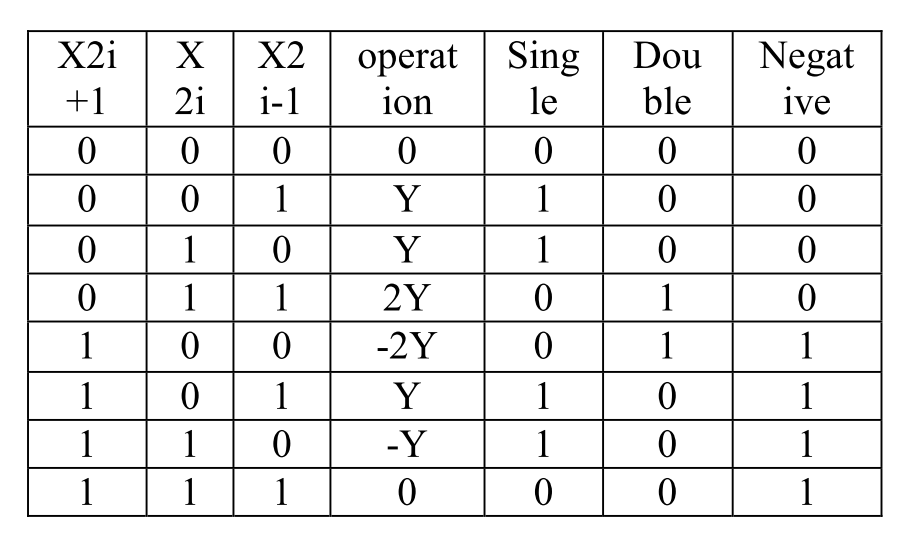 X2i X X2 operat Sing Dou Negat
+1 2i i-1 ion le ble ive
0 0 0 0 0 0 0
0 0 1 Y 1 0 0
0 1 0 Y 1 0 0
0 1 1 2Y 0 1 0
1 0 0 -2Y 0 1 1
1 0 1 Y 1 0 1
1 1 0 -Y 1 0 1
1 1 1 0 0 0 1